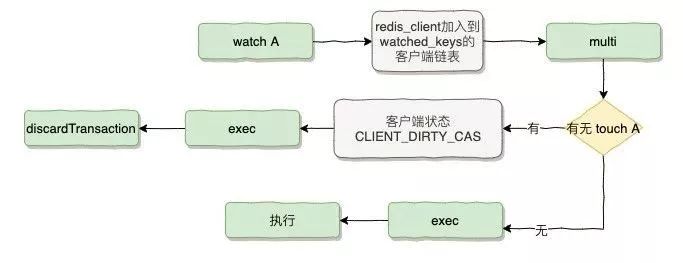 watch A
redis_client加入到
watched_keys的
客户端链表
multi
有无 touch A
有
客户端状态
CLIENT_DIRTY_CAS
exec
discardTransaction
无
exec
执行